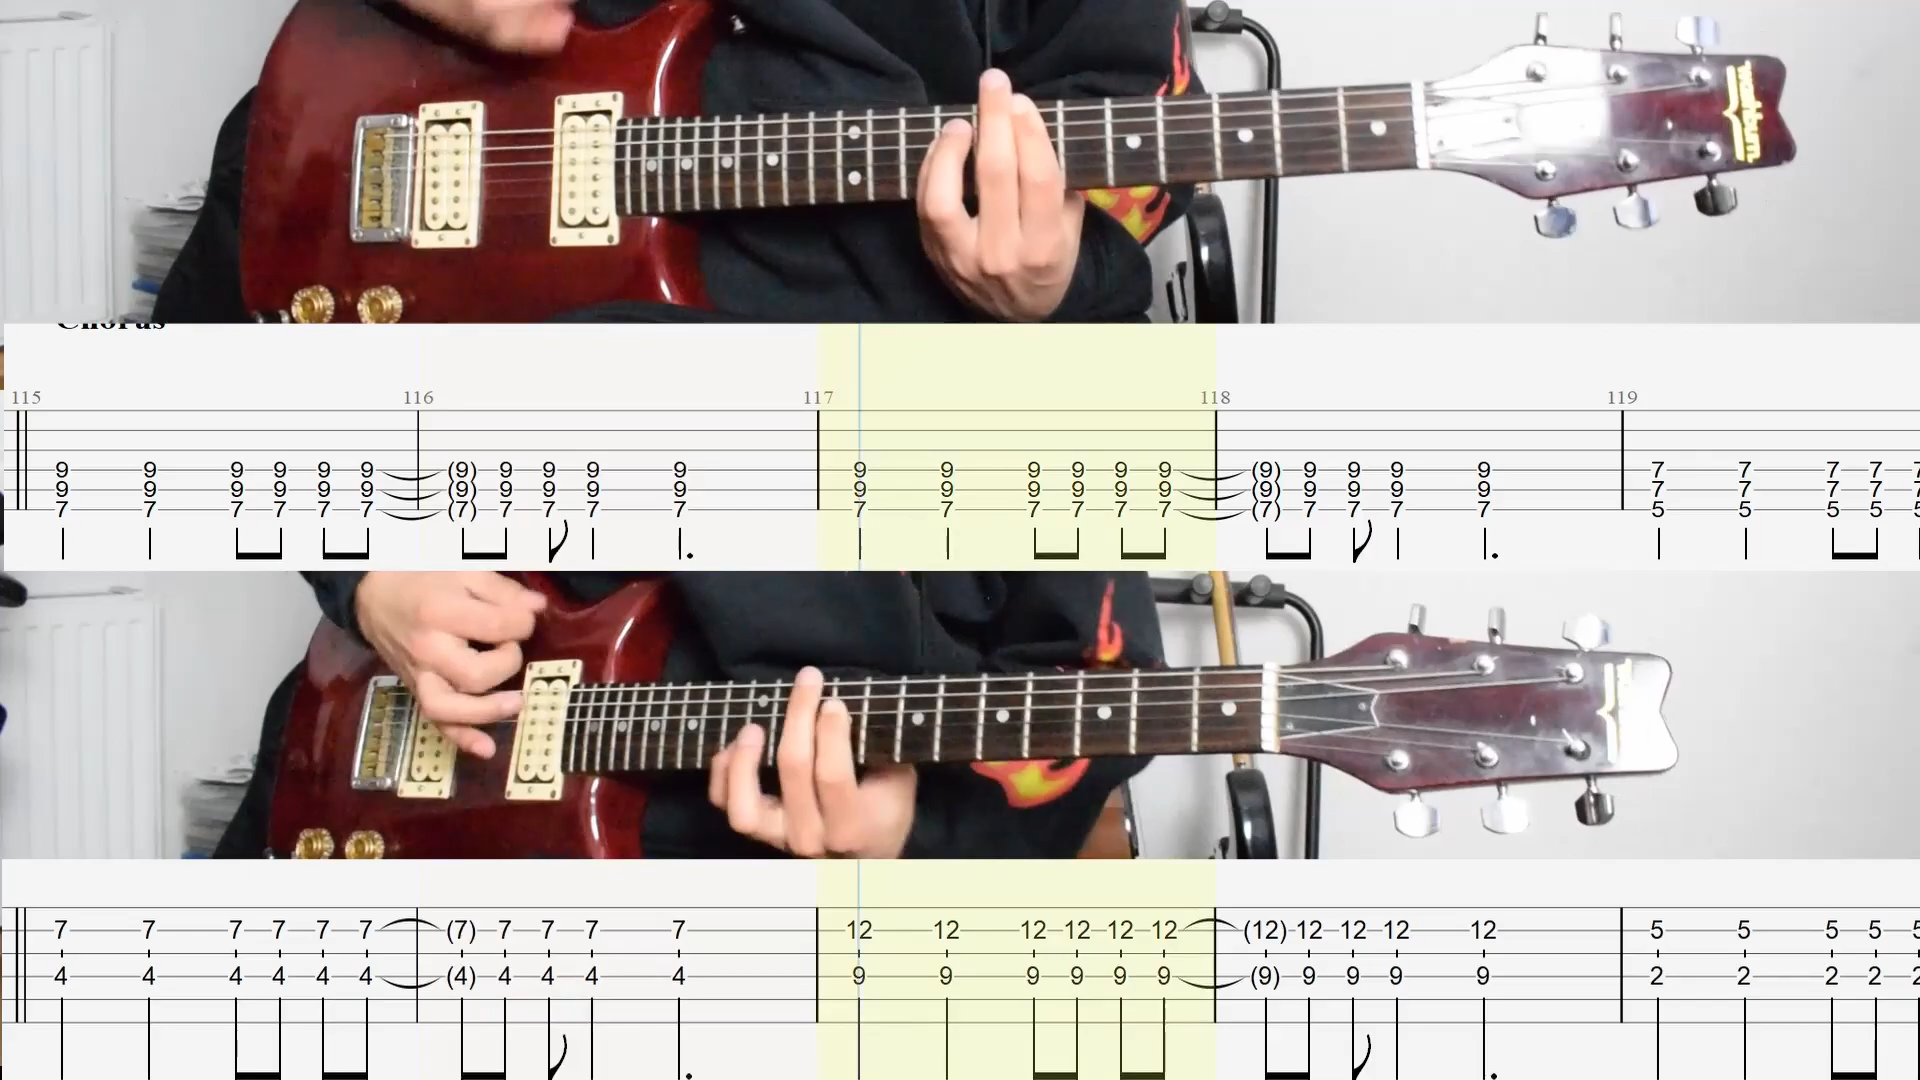 Washburn
Chorus
115 116 117 118 119
9 9 9 9 9 9 (9) 9 9 9 9 9 9 9 9 9 9 (9) 9 9 9 9 7 7 7 7 7
9 9 9 9 9 9 (9) 9 9 9 9 9 9 9 9 9 9 (9) 9 9 9 9 7 7 7 7 7
7 7 7 7 7 7 (7) 7 7 7 7 7 7 7 7 7 7 (7) 7 7 7 7 5 5 5 5 5
7 7 7 7 7 7 (7) 7 7 7 7 12 12 12 12 12 12 (12) 12 12 12 12 5 5 5 5 5
4 4 4 4 4 4 (4) 4 4 4 4 9 9 9 9 9 9 (9) 9 9 9 9 2 2 2 2 2